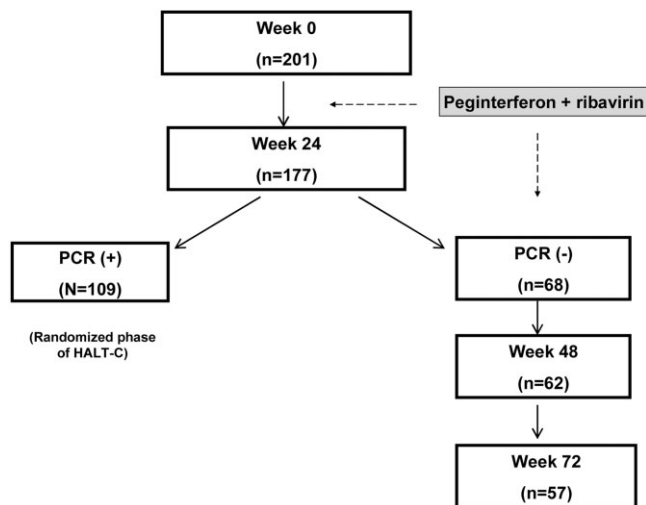 Week 0
(n=201)
Peginterferon + ribavirin
Week 24
(n=177)
PCR (+)
(N=109)
(Randomized phase
of HALT-C)
PCR (-)
(n=68)
Week 48
(n=62)
Week 72
(n=57)